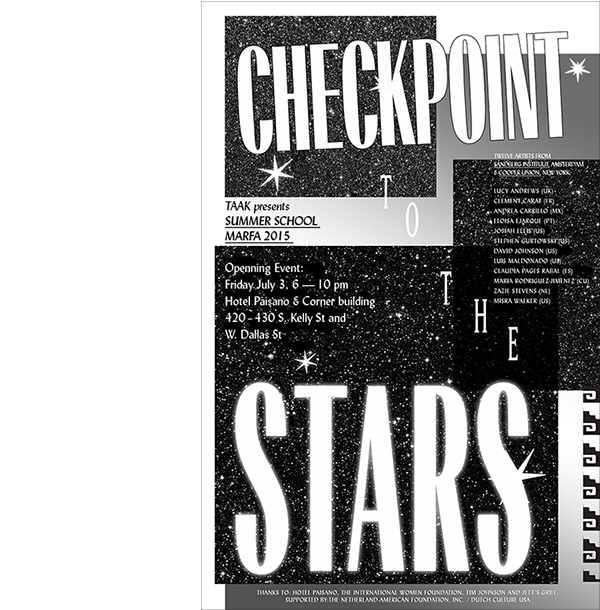 CHECKPOINT
TO
THE
STARS
TWELVE ARTISTS FROM
SANDBERG INSTITUUT, AMSTERDAM
& COOPER UNION, NEW YORK:
LUCY ANDREWS (UK)
CLEMENT CARAT (FR)
ANDREA CARRILLO (MX)
ELOISA EJARQUE (PT)
JOSIAH ELLIS (US)
STEPHEN GURTOWSKI (US)
DAVID JOHNSON (US)
LUIS MALDONADO (US)
CLAUDIA PAGES RABAL (ES)
MARIA RODRIGUEZ JIMENEZ (CU)
ZAZIE STEVENS (NL)
MISRA WALKER (US)
TAAK presents
SUMMER SCHOOL
MARFA 2015
Openning Event:
Friday July 3, 6 — 10 pm
Hotel Paisano & Corner building
420 - 430 S. Kelly St and
W. Dallas St
THANKS TO: HOTEL PAISANO, THE INTERNATIONAL WOMEN FOUNDATION, TIM JOHNSON AND JETT'S GRILL
SUPPORTED BY THE NETHERLAND-AMERICAN FOUNDATION, INC. / DUTCH CULTURE USA